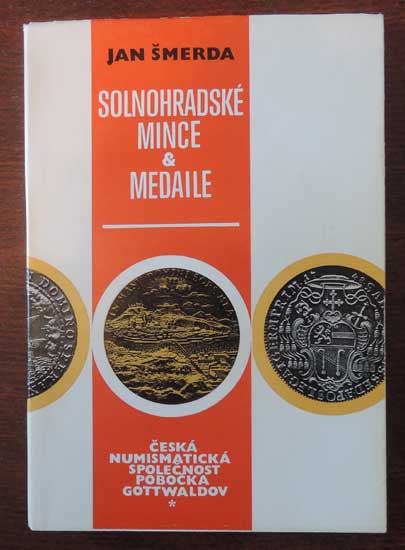 JAN ŠMERDA
SOLNOHRADSKÉ
MINCE
&
MEDAILE
ČESKÁ
NUMISMATICKÁ
SPOLEČNOST
POBOČKA
GOTTWALDOV
*